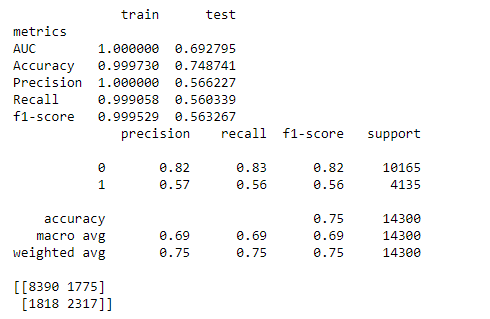 train test
metrics
AUC 1.000000 0.692795
Accuracy 0.999730 0.748741
Precision 1.000000 0.566227
Recall 0.999058 0.560339
f1-score 0.999529 0.563267
precision recall f1-score support
0 0.82 0.83 0.82 10165
1 0.57 0.56 0.56 4135
accuracy 0.75 14300
macro avg 0.69 0.69 0.69 14300
weighted avg 0.75 0.75 0.75 14300
[[8390 1775]
[1818 2317]]